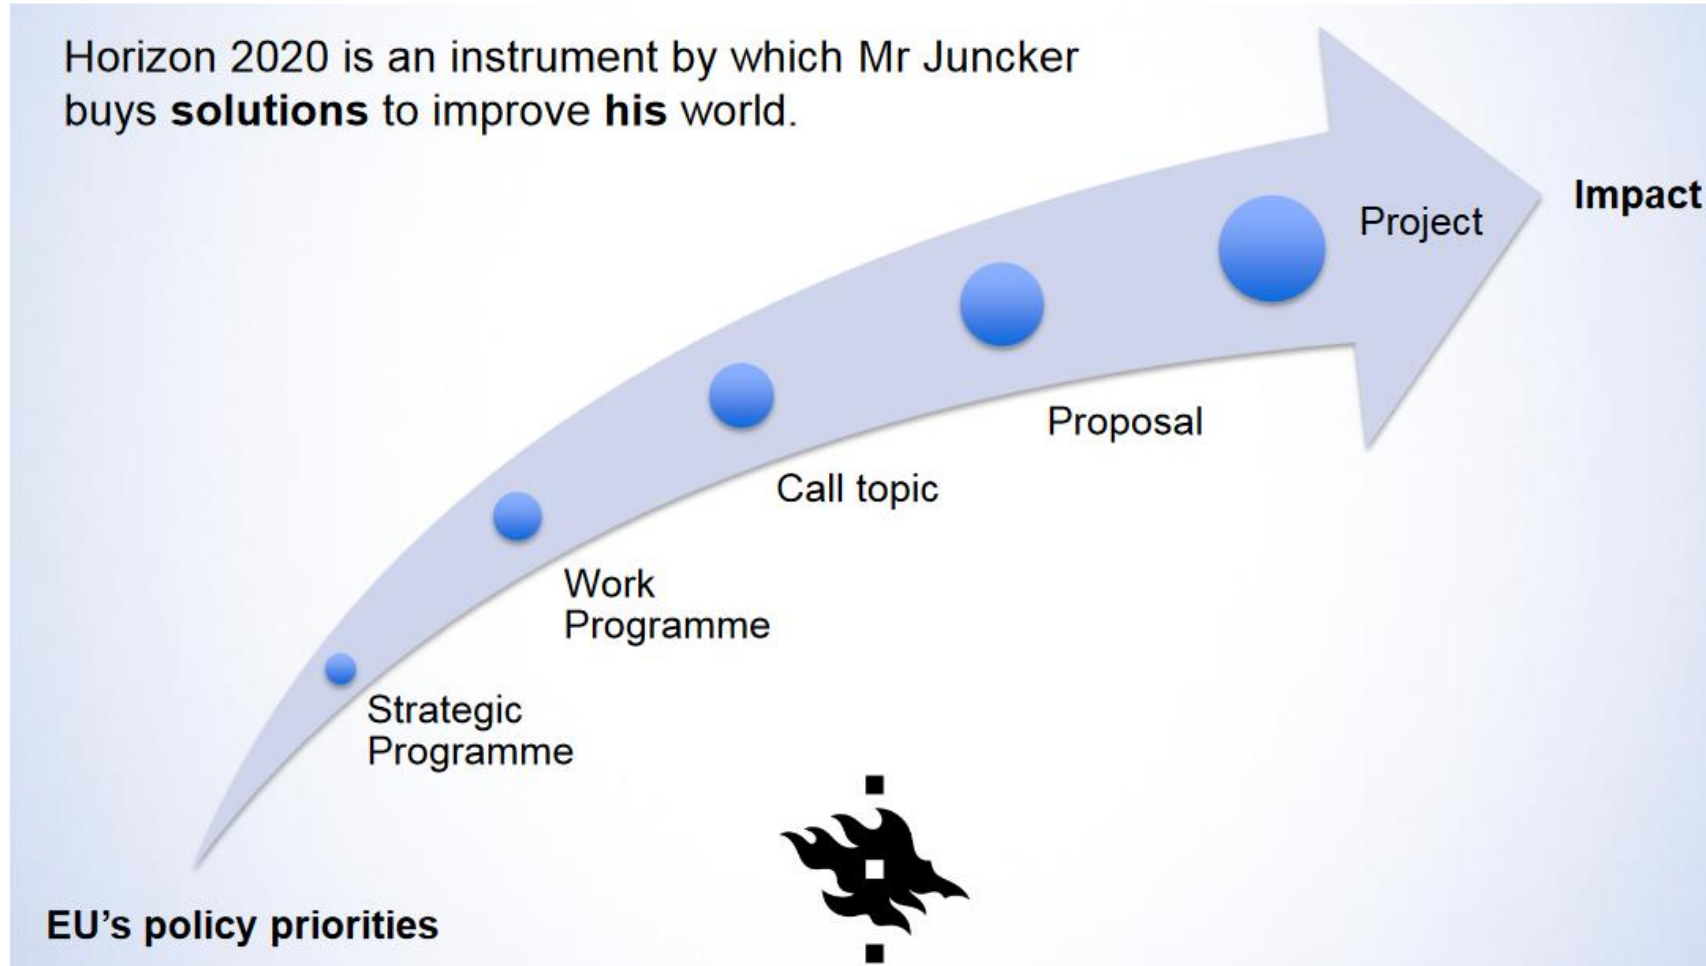 Horizon 2020 is an instrument by which Mr Juncker
buys solutions to improve his world.
Impact
Project
Proposal
Call topic
Work
Programme
Strategic
Programme
EU’s policy priorities